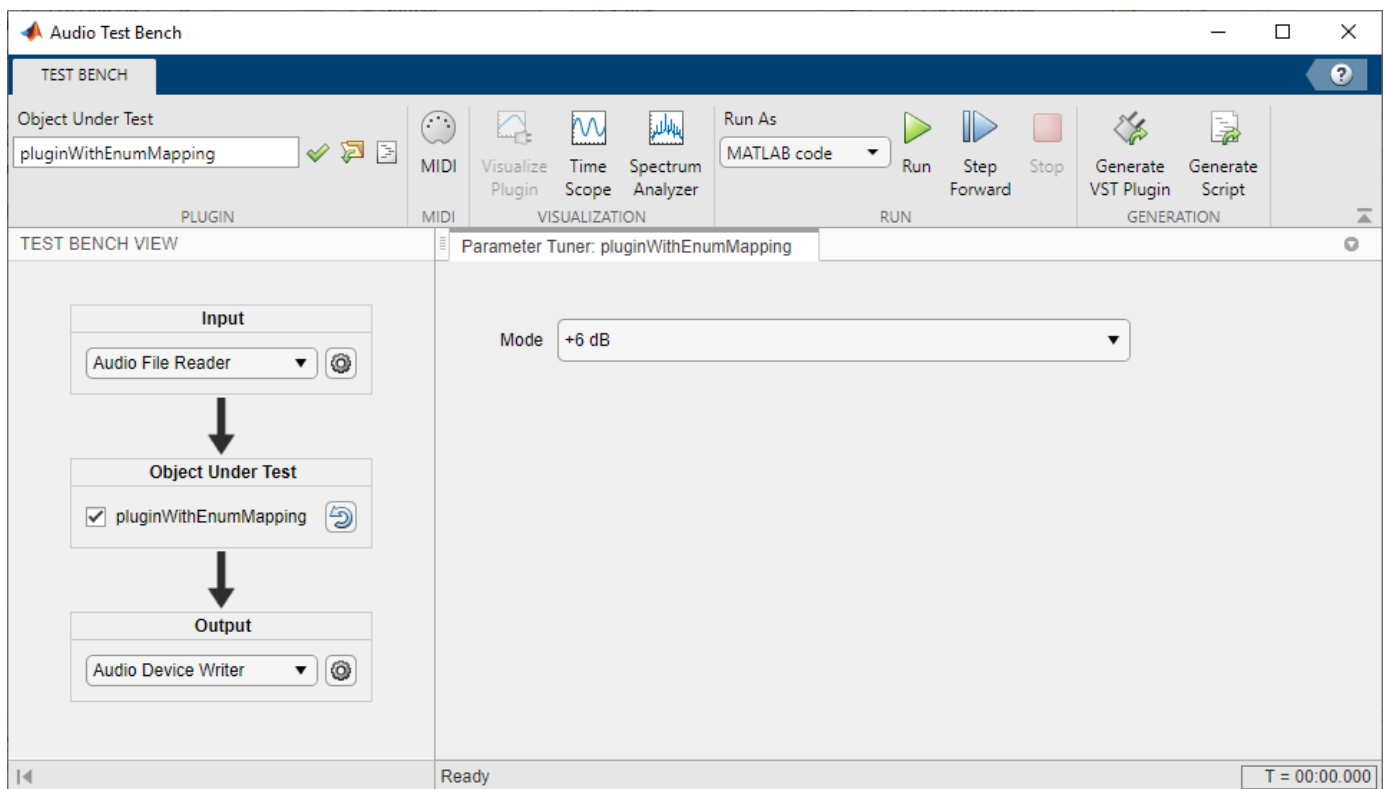 Audio Test Bench
TEST BENCH
?
Object Under Test
pluginWithEnumMapping
MIDI
Visualize
Plugin
Time
Scope
Spectrum
Analyzer
Run As
MATLAB code
Run
Step
Forward
Stop
Generate
VST Plugin
Generate
Script
PLUGIN
MIDI
VISUALIZATION
RUN
GENERATION
TEST BENCH VIEW
Parameter Tuner: pluginWithEnumMapping
Input
Audio File Reader
Mode
+6 dB
Object Under Test
pluginWithEnumMapping
Output
Audio Device Writer
Ready
T = 00:00.000